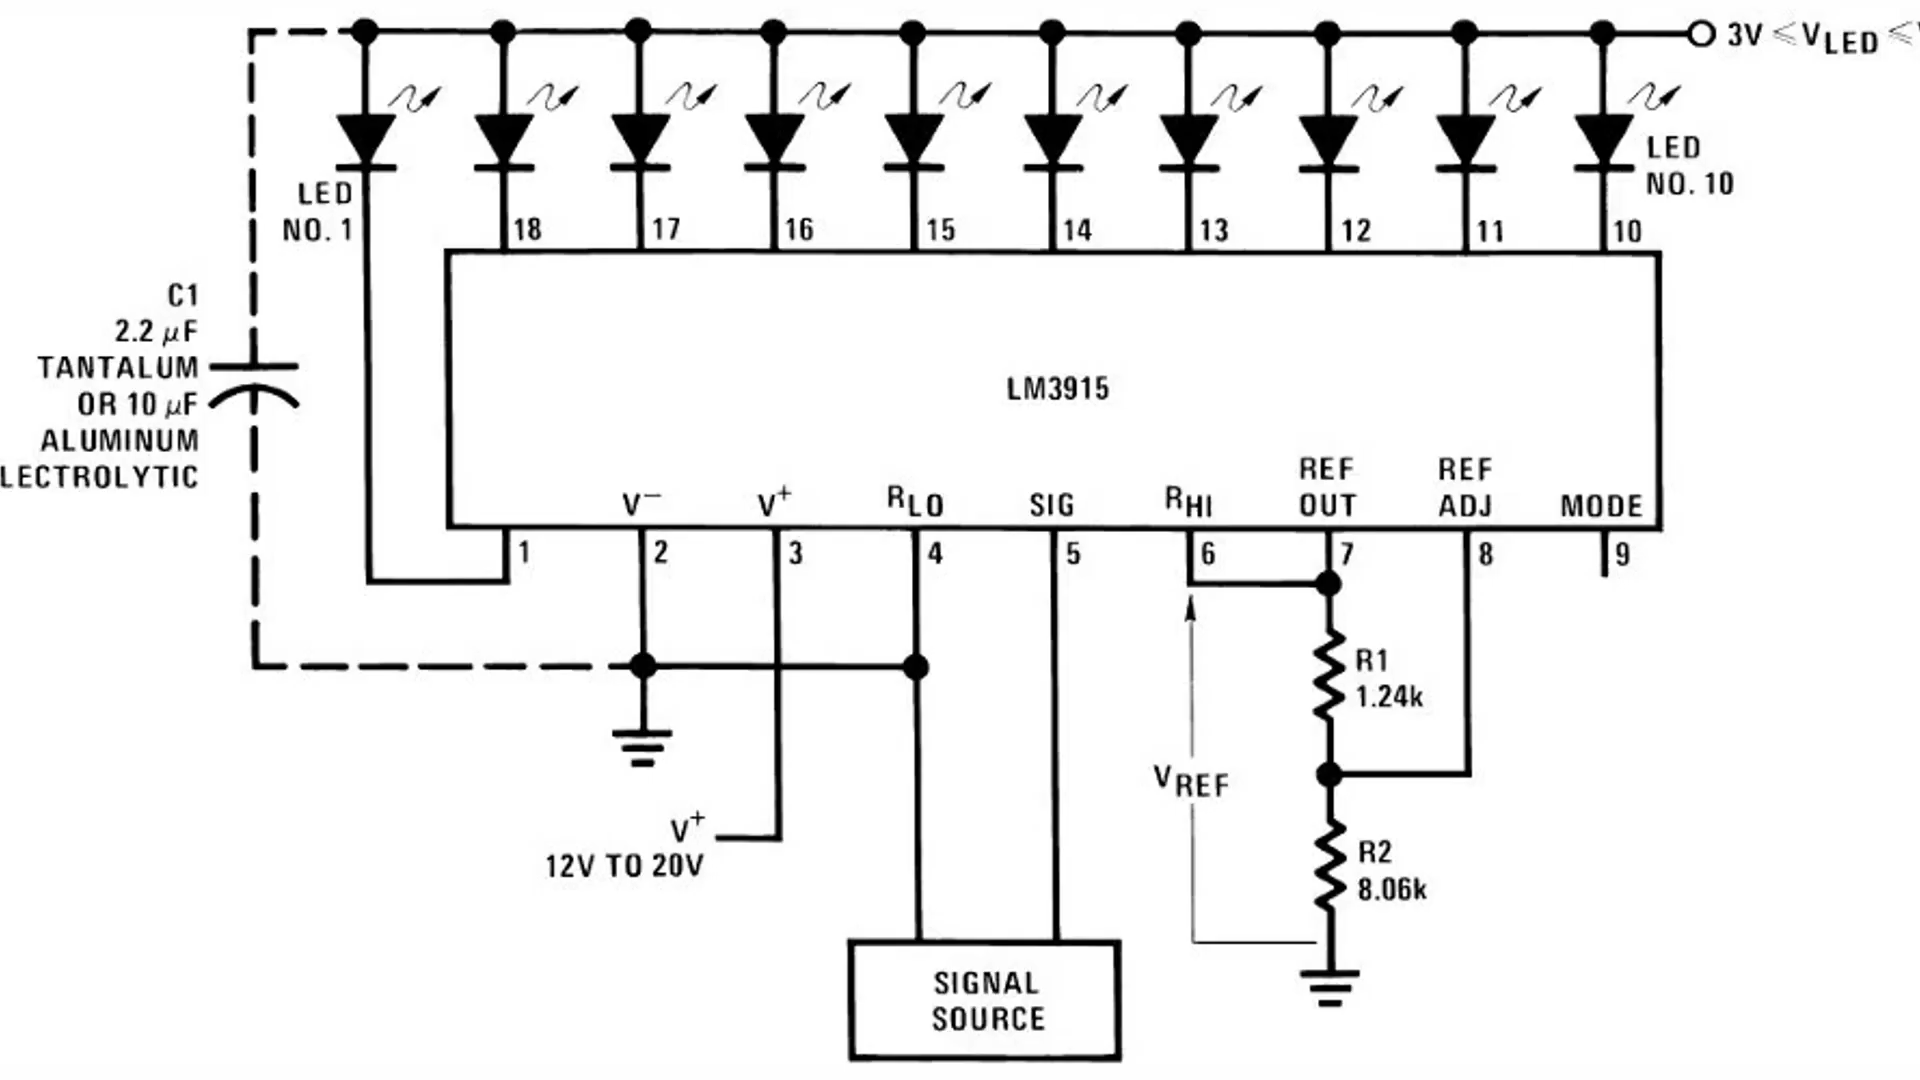 3V ≤ VLED ≤
LED
NO. 1
LED
NO. 10
18
17
16
15
14
13
12
11
10
C1
2.2 µF
TANTALUM
OR 10 µF
ALUMINUM
LECTROLYTIC
LM3915
V−
V+
RLO
SIG
RHI
REF
OUT
REF
ADJ
MODE
1
2
3
4
5
6
7
8
9
R1
1.24k
VREF
V+
12V TO 20V
R2
8.06k
SIGNAL
SOURCE